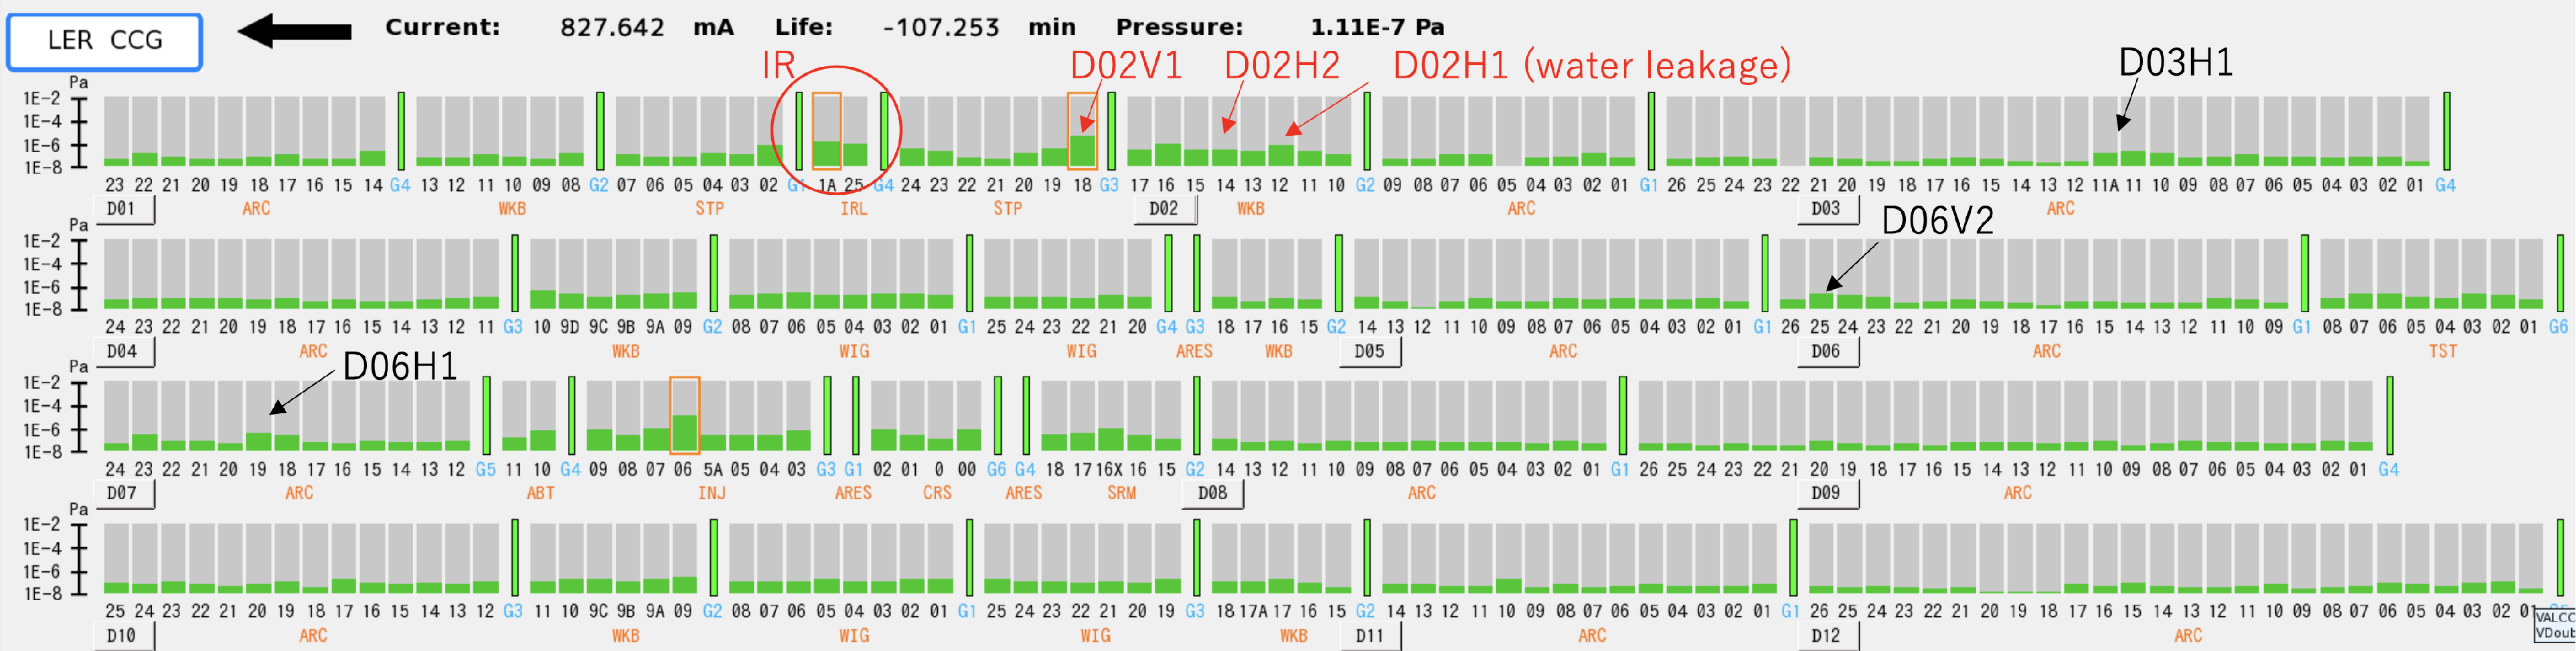 LER CCG Current: 827.642 mA Life: -107.253 min Pressure: 1.11E-7 Pa
IR D02V1 D02H2 D02H1 (water leakage) D03H1
Pa
1E-2
1E-4
1E-6
1E-8
23 22 21 20 19 18 17 16 15 14 G4 13 12 11 10 09 08 G2 07 06 05 04 03 02 G1 1A 25 G4 24 23 22 21 20 19 18 G3 17 16 15 14 13 12 11 10 G2 09 08 07 06 05 04 03 02 01 G1 26 25 24 23 22 21 20 19 18 17 16 15 14 13 12 11A 11 10 09 08 07 06 05 04 03 02 01 G4
D01 ARC WKB STP IRL STP D02 WKB ARC D03 ARC
D06V2
Pa
1E-2
1E-4
1E-6
1E-8
24 23 22 21 20 19 18 17 16 15 14 13 12 11 G3 10 9D 9C 9B 9A 09 G2 08 07 06 05 04 03 02 01 G1 25 24 23 22 21 20 G4 G3 18 17 16 15 G2 14 13 12 11 10 09 08 07 06 05 04 03 02 01 G1 26 25 24 23 22 21 20 19 18 17 16 15 14 13 12 11 10 09 G1 08 07 06 05 04 03 02 01 G6
D04 ARC WKB WIG WIG ARES WKB D05 ARC D06 ARC TST
D06H1
Pa
1E-2
1E-4
1E-6
1E-8
24 23 22 21 20 19 18 17 16 15 14 13 12 G5 11 10 G4 09 08 07 06 5A 05 04 03 G3 G1 02 01 0 00 G6 G4 18 17 16X 16 15 G2 14 13 12 11 10 09 08 07 06 05 04 03 02 01 G1 26 25 24 23 22 21 20 19 18 17 16 15 14 13 12 11 10 09 08 07 06 05 04 03 02 01 G4
D07 ARC ABT INJ ARES CRS ARES SRM D08 ARC D09 ARC
Pa
1E-2
1E-4
1E-6
1E-8
25 24 23 22 21 20 19 18 17 16 15 14 13 12 G3 11 10 9C 9B 9A 09 G2 08 07 06 05 04 03 02 01 G1 25 24 23 22 21 20 19 G3 18 17A 17 16 15 G2 14 13 12 11 10 09 08 07 06 05 04 03 02 01 G1 26 25 24 23 22 21 20 19 18 17 16 15 14 13 12 11 10 09 08 07 06 05 04 03 02 01
D10 ARC WKB WIG WIG WKB D11 ARC D12 ARC
VALCC
VDoub